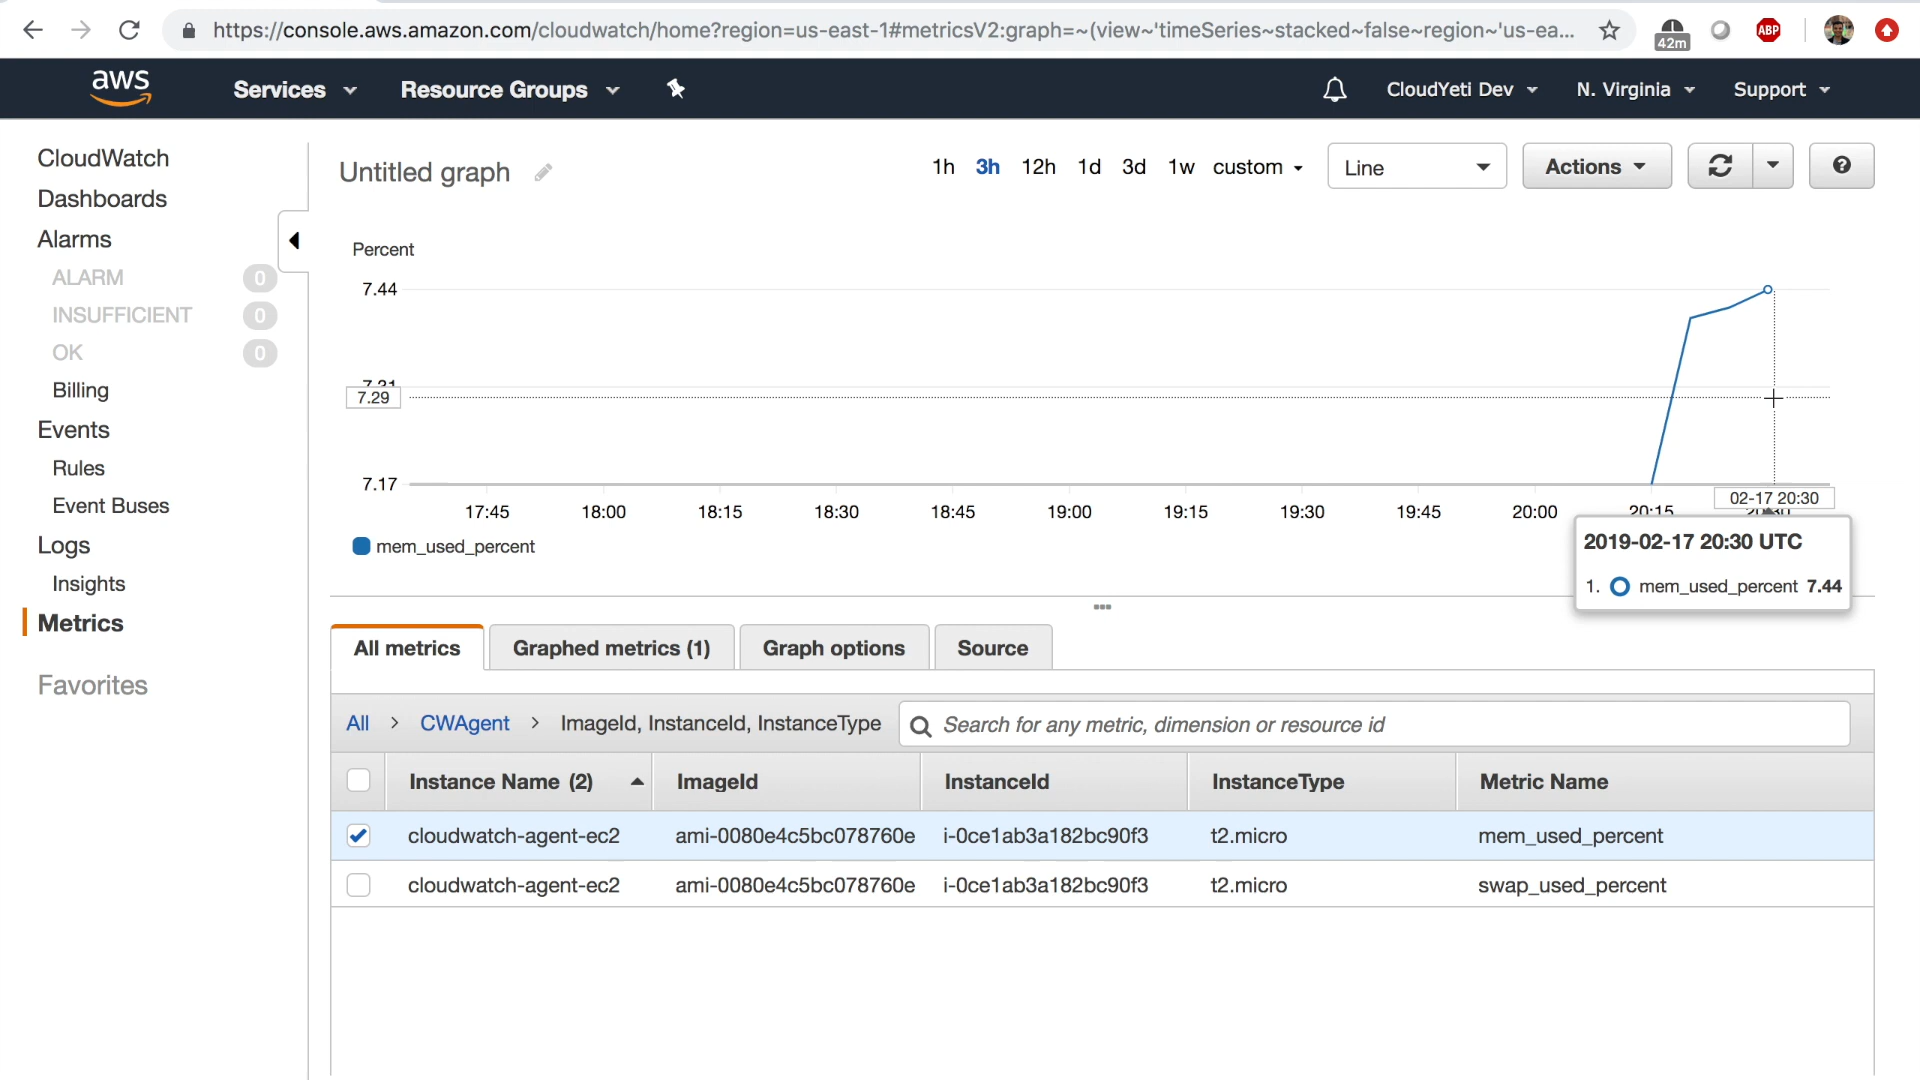 https://console.aws.amazon.com/cloudwatch/home?region=us-east-1#metricsV2:graph=~(view~'timeSeries~stacked~false~region~'us-ea...
42m
ABP
aws
Services
Resource Groups
CloudYeti Dev
N. Virginia
Support
CloudWatch
Dashboards
Alarms
ALARM 0
INSUFFICIENT 0
OK 0
Billing
Events
Rules
Event Buses
Logs
Insights
Metrics
Favorites
Untitled graph
1h 3h 12h 1d 3d 1w custom
Line
Actions
?
Percent
7.44
7.31
7.29
7.17
17:45 18:00 18:15 18:30 18:45 19:00 19:15 19:30 19:45 20:00 20:15 20:30
02-17 20:30
mem_used_percent
2019-02-17 20:30 UTC
1. mem_used_percent 7.44
All metrics
Graphed metrics (1)
Graph options
Source
All > CWAgent > ImageId, InstanceId, InstanceType
Search for any metric, dimension or resource id
Instance Name (2) ImageId InstanceId InstanceType Metric Name
cloudwatch-agent-ec2 ami-0080e4c5bc078760e i-0ce1ab3a182bc90f3 t2.micro mem_used_percent
cloudwatch-agent-ec2 ami-0080e4c5bc078760e i-0ce1ab3a182bc90f3 t2.micro swap_used_percent